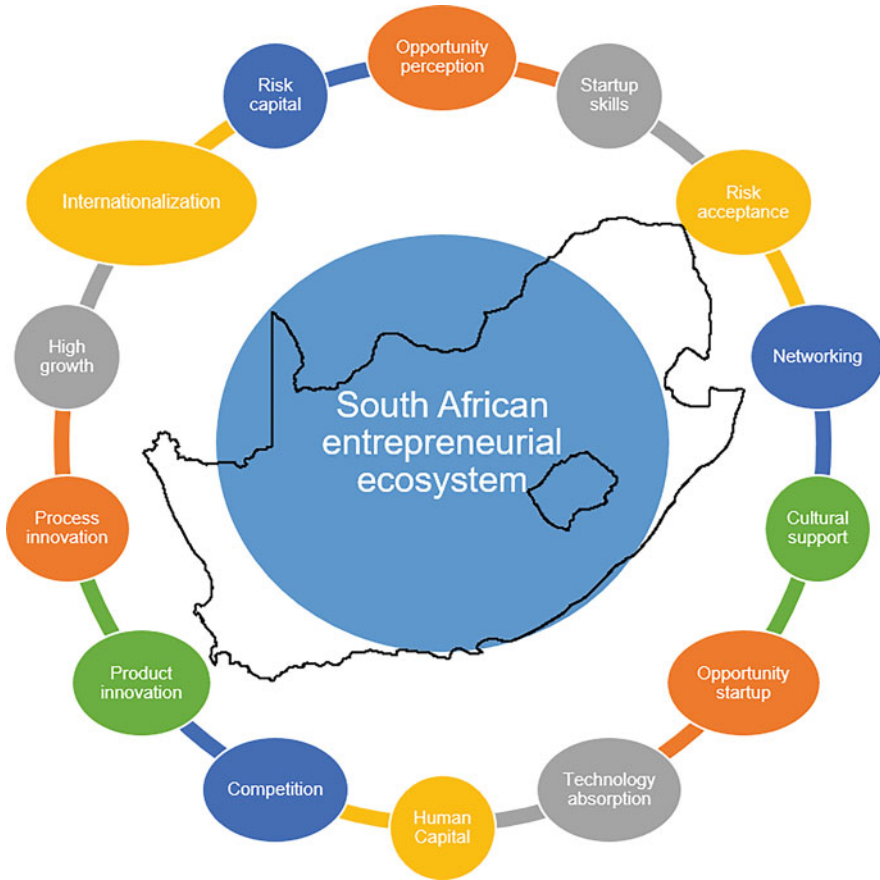 Opportunity
perception
Startup
skills
Risk
acceptance
Networking
Cultural
support
Opportunity
startup
Technology
absorption
Human
Capital
Competition
Product
innovation
Process
innovation
High
growth
Internationalization
Risk
capital
South African
entrepreneurial
ecosystem